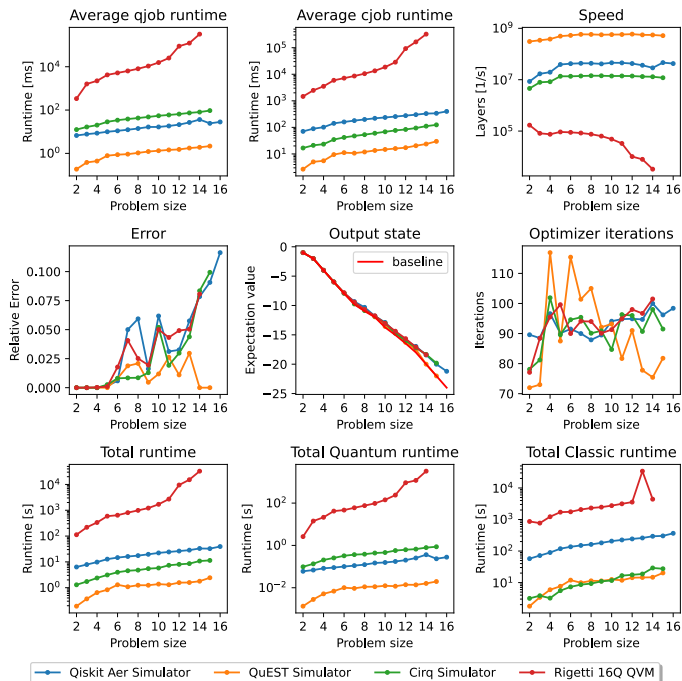 Average qjob runtime
Average cjob runtime
Speed
Runtime [ms]
10^4
10^2
10^0
2 4 6 8 10 12 14 16
Problem size
Runtime [ms]
10^5
10^4
10^3
10^2
10^1
2 4 6 8 10 12 14 16
Problem size
Layers [1/s]
10^9
10^7
10^5
2 4 6 8 10 12 14 16
Problem size
Error
Output state
Optimizer iterations
Relative Error
0.100
0.075
0.050
0.025
0.000
2 4 6 8 10 12 14 16
Problem size
Expectation value
0
−5
−10
−15
−20
−25
baseline
2 4 6 8 10 12 14 16
Problem size
Iterations
110
100
90
80
70
2 4 6 8 10 12 14 16
Problem size
Total runtime
Total Quantum runtime
Total Classic runtime
Runtime [s]
10^4
10^3
10^2
10^1
10^0
2 4 6 8 10 12 14 16
Problem size
Runtime [s]
10^2
10^0
10^−2
2 4 6 8 10 12 14 16
Problem size
Runtime [s]
10^4
10^3
10^2
10^1
2 4 6 8 10 12 14 16
Problem size
Qiskit Aer Simulator QuEST Simulator Cirq Simulator Rigetti 16Q QVM